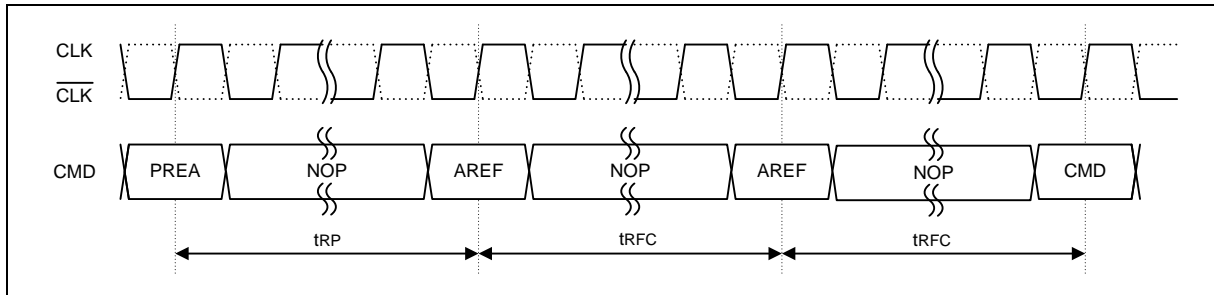 CLK
CLK
CMD PREA NOP AREF NOP AREF NOP CMD
tRP tRFC tRFC